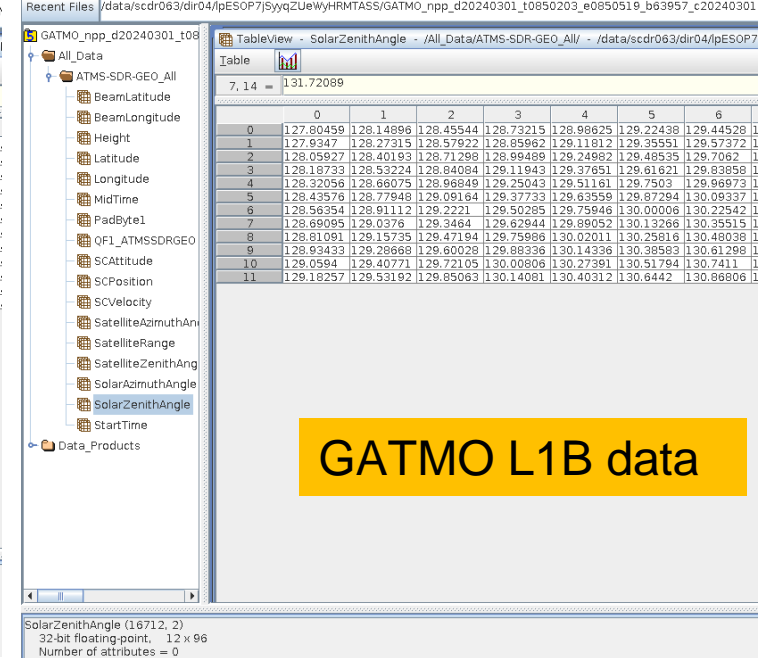 Recent Files /data/scdr063/dir04/lpESOP7jSyyqZUeWyHRMTASS/GATMO_npp_d20240301_t0850203_e0850519_b63957_c20240301
GATMO_npp_d20240301_t08
All_Data
ATMS-SDR-GEO_All
BeamLatitude
BeamLongitude
Height
Latitude
Longitude
MidTime
PadByte1
QF1_ATMSSDRGEO
SCAttitude
SCPosition
SCVelocity
SatelliteAzimuthAn
SatelliteRange
SatelliteZenithAng
SolarAzimuthAngle
SolarZenithAngle
StartTime
Data_Products
TableView - SolarZenithAngle - /All_Data/ATMS-SDR-GEO_All/ - /data/scdr063/dir04/lpESOP7
Table
7, 14 = 131.72089
0 1 2 3 4 5 6
0 127.80459 128.14896 128.45544 128.73215 128.98625 129.22438 129.44528
1 127.9347 128.27315 128.57922 128.85962 129.11812 129.35551 129.57372
2 128.05927 128.40193 128.71298 128.99489 129.24982 129.48535 129.7062
3 128.18733 128.53224 128.84084 129.11943 129.37651 129.61621 129.83858
4 128.32056 128.66075 128.96849 129.25043 129.51161 129.7503 129.96973
5 128.43576 128.77948 129.09164 129.37733 129.63559 129.87294 130.09337
6 128.56354 128.91112 129.2221 129.50285 129.75946 130.00006 130.22542
7 128.69095 129.0376 129.3464 129.62944 129.89052 130.13266 130.35515
8 128.81091 129.15735 129.47194 129.75986 130.02011 130.25816 130.48038
9 128.93433 129.28668 129.60028 129.88336 130.14336 130.38583 130.61298
10 129.0594 129.40771 129.72105 130.00806 130.27391 130.51794 130.7411
11 129.18257 129.53192 129.85063 130.14081 130.40312 130.6442 130.86806
GATMO L1B data
SolarZenithAngle (16712, 2)
32-bit floating-point, 12 x 96
Number of attributes = 0